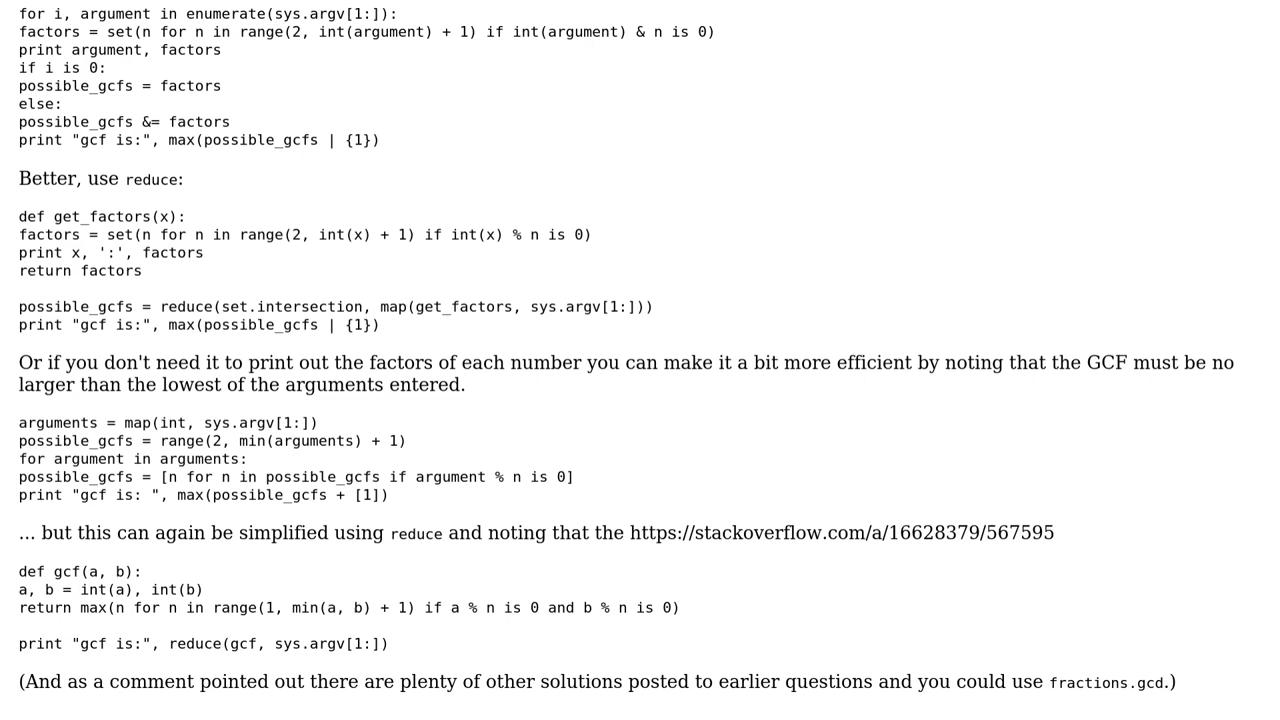 for i, argument in enumerate(sys.argv[1:]):
factors = set(n for n in range(2, int(argument) + 1) if int(argument) & n is 0)
print argument, factors
if i is 0:
possible_gcfs = factors
else:
possible_gcfs &= factors
print "gcf is:", max(possible_gcfs | {1})
Better, use reduce:
def get_factors(x):
factors = set(n for n in range(2, int(x) + 1) if int(x) % n is 0)
print x, ':', factors
return factors
possible_gcfs = reduce(set.intersection, map(get_factors, sys.argv[1:]))
print "gcf is:", max(possible_gcfs | {1})
Or if you don't need it to print out the factors of each number you can make it a bit more efficient by noting that the GCF must be no
larger than the lowest of the arguments entered.
arguments = map(int, sys.argv[1:])
possible_gcfs = range(2, min(arguments) + 1)
for argument in arguments:
possible_gcfs = [n for n in possible_gcfs if argument % n is 0]
print "gcf is: ", max(possible_gcfs + [1])
... but this can again be simplified using reduce and noting that the https://stackoverflow.com/a/16628379/567595
def gcf(a, b):
a, b = int(a), int(b)
return max(n for n in range(1, min(a, b) + 1) if a % n is 0 and b % n is 0)
print "gcf is:", reduce(gcf, sys.argv[1:])
(And as a comment pointed out there are plenty of other solutions posted to earlier questions and you could use fractions.gcd.)